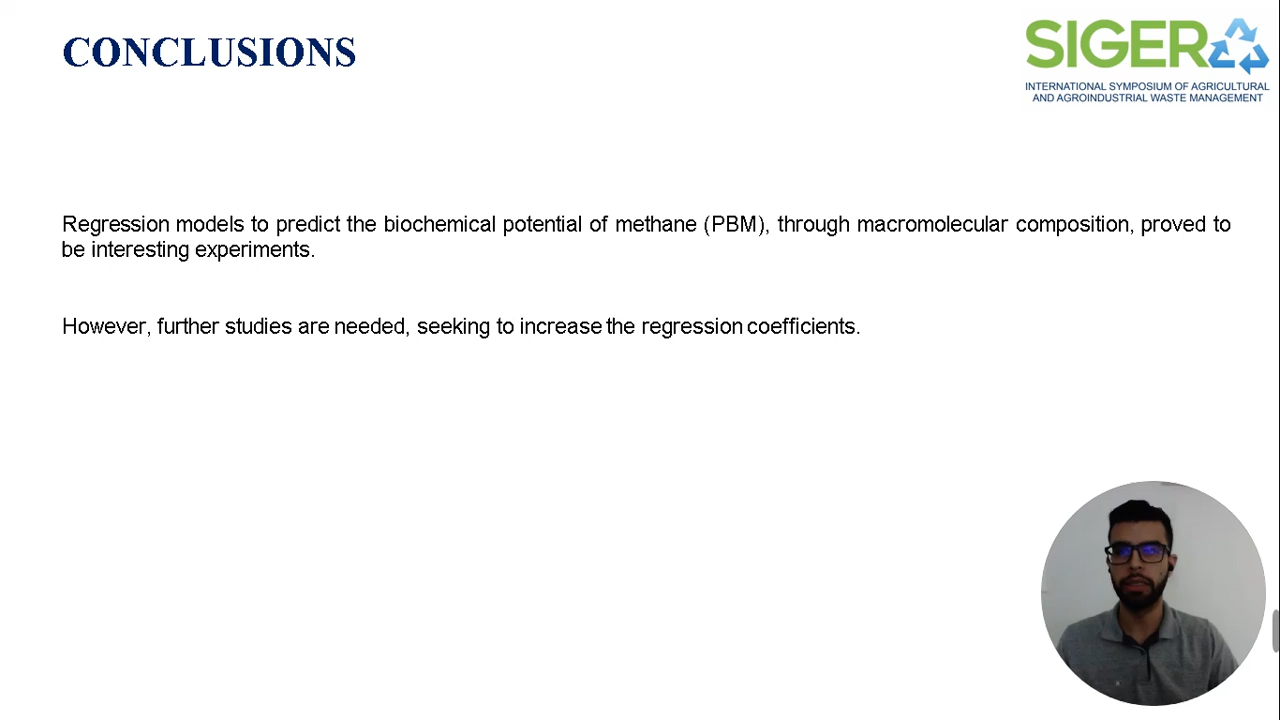 CONCLUSIONS
SIGER
INTERNATIONAL SYMPOSIUM OF AGRICULTURAL
AND AGROINDUSTRIAL WASTE MANAGEMENT
Regression models to predict the biochemical potential of methane (PBM), through macromolecular composition, proved to
be interesting experiments.
However, further studies are needed, seeking to increase the regression coefficients.